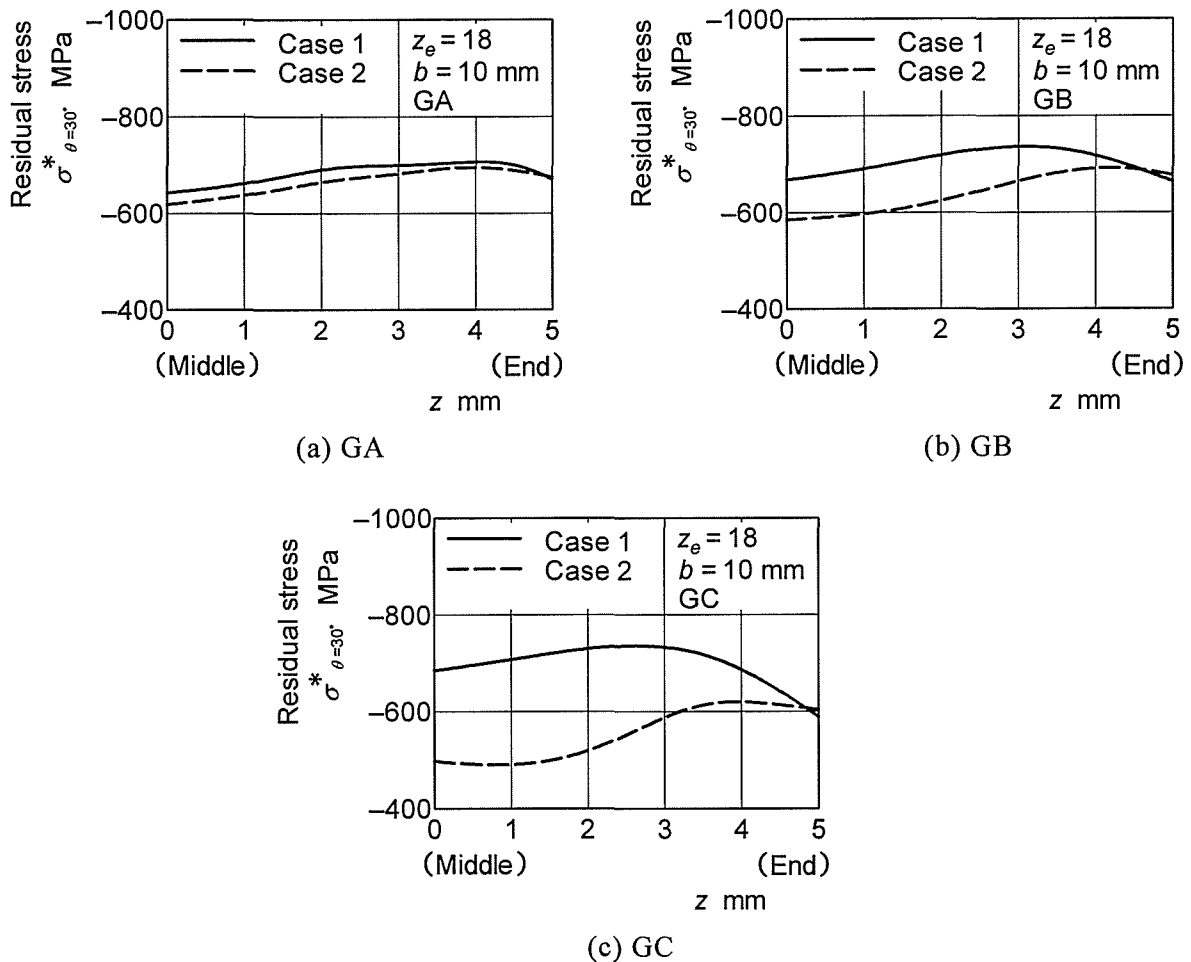 Residual stress
σ*θ=30° MPa
–1000
–800
–600
–400
Case 1
Case 2
ze = 18
b = 10 mm
GA
0 1 2 3 4 5
(Middle) (End)
z mm
(a) GA
Residual stress
σ*θ=30° MPa
–1000
–800
–600
–400
Case 1
Case 2
ze = 18
b = 10 mm
GB
0 1 2 3 4 5
(Middle) (End)
z mm
(b) GB
Residual stress
σ*θ=30° MPa
–1000
–800
–600
–400
Case 1
Case 2
ze = 18
b = 10 mm
GC
0 1 2 3 4 5
(Middle) (End)
z mm
(c) GC